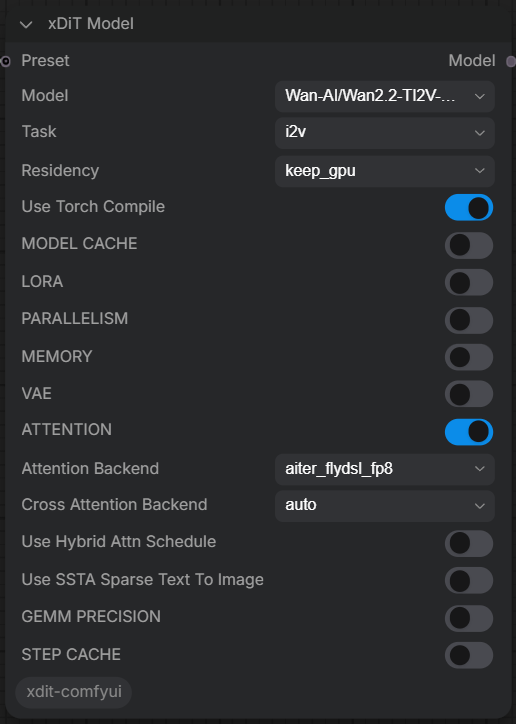 xDiT Model
Preset Model
Model Wan-AI/Wan2.2-TI2V-...
Task i2v
Residency keep_gpu
Use Torch Compile
MODEL CACHE
LORA
PARALLELISM
MEMORY
VAE
ATTENTION
Attention Backend aiter_flydsl_fp8
Cross Attention Backend auto
Use Hybrid Attn Schedule
Use SSTA Sparse Text To Image
GEMM PRECISION
STEP CACHE
xdit-comfyui